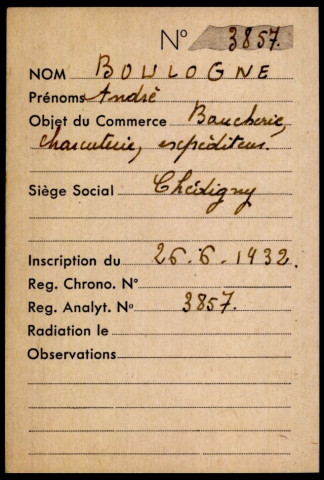 N° 3857.
NOM BOULOGNE
Prénoms André
Objet du Commerce Boucherie,
charcuterie, expéditeur.
Siège Social Chédigny
Inscription du 26.6.1932.
Reg. Chrono. N°
Reg. Analyt. N° 3857.
Radiation le
Observations